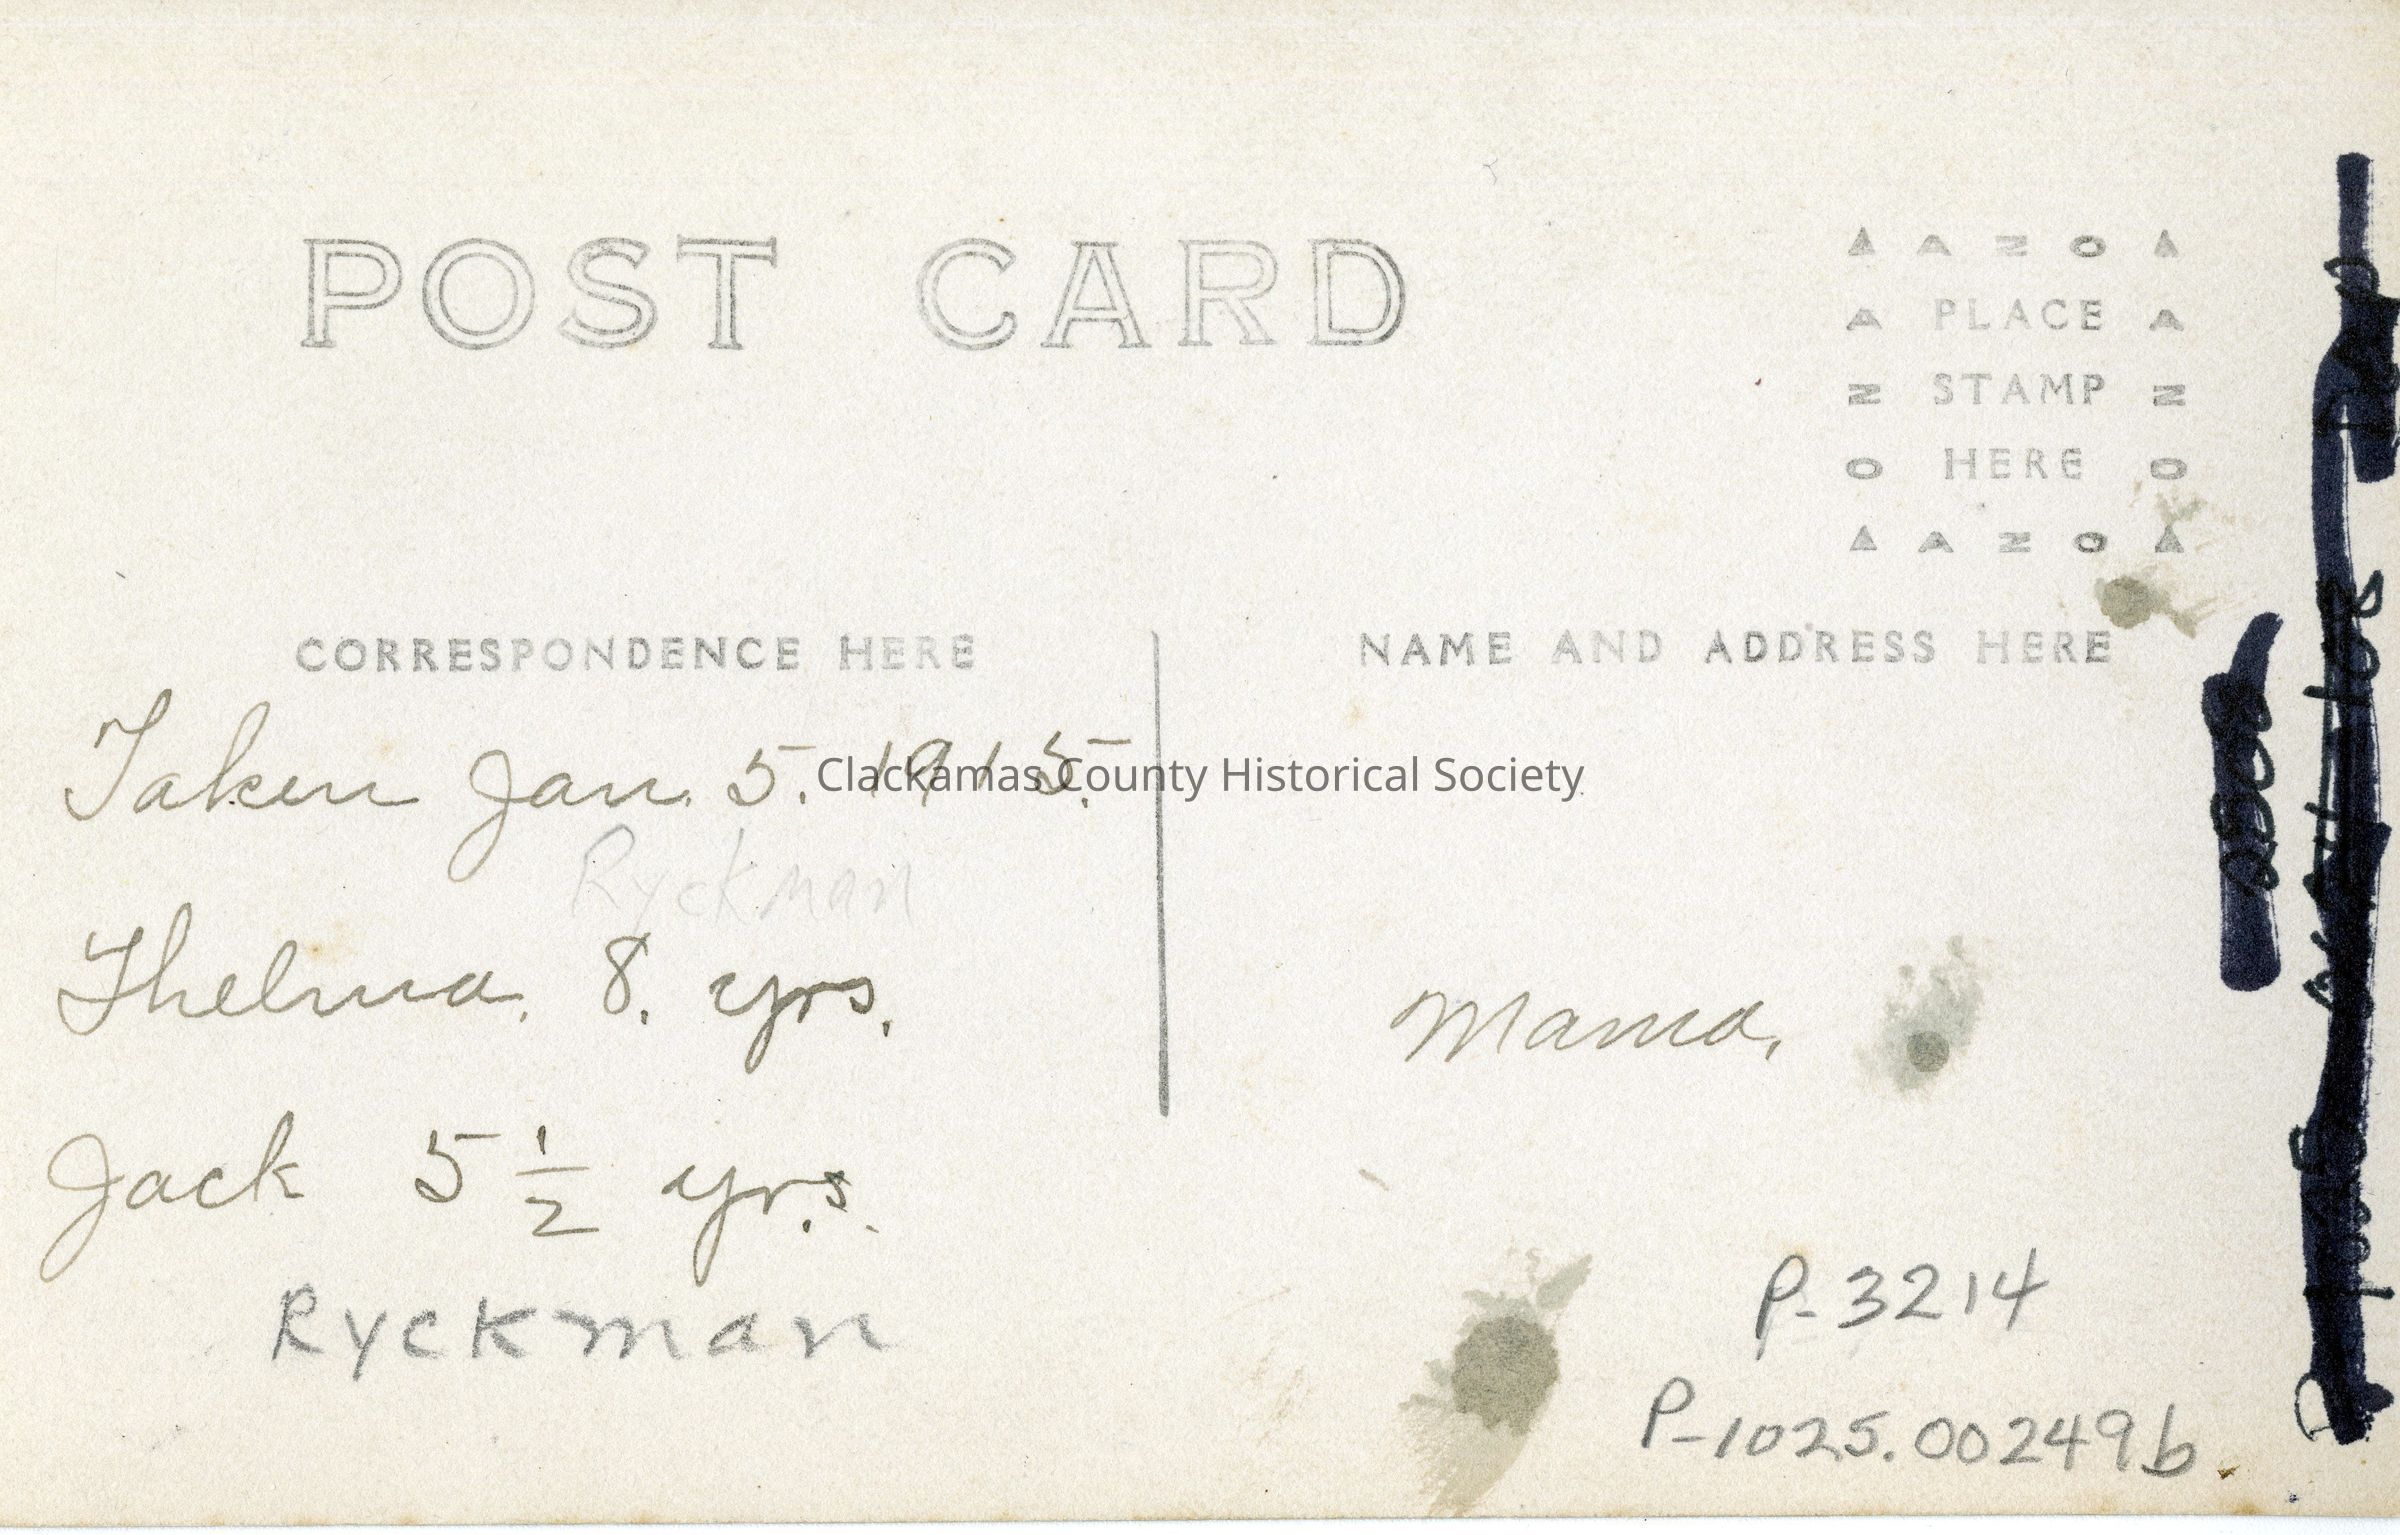 POST CARD
▲ A N O ▲
A PLACE A
N STAMP N
O HERE O
▲ A N O ▲
CORRESPONDENCE HERE
NAME AND ADDRESS HERE
Taken Jan. 5. 1915.
Clackamas County Historical Society
Ryckman
Thelma. 8. yrs.
Mama.
Jack 5 1/2 yrs.
Ryckman
P-3214
P-1025.00249b